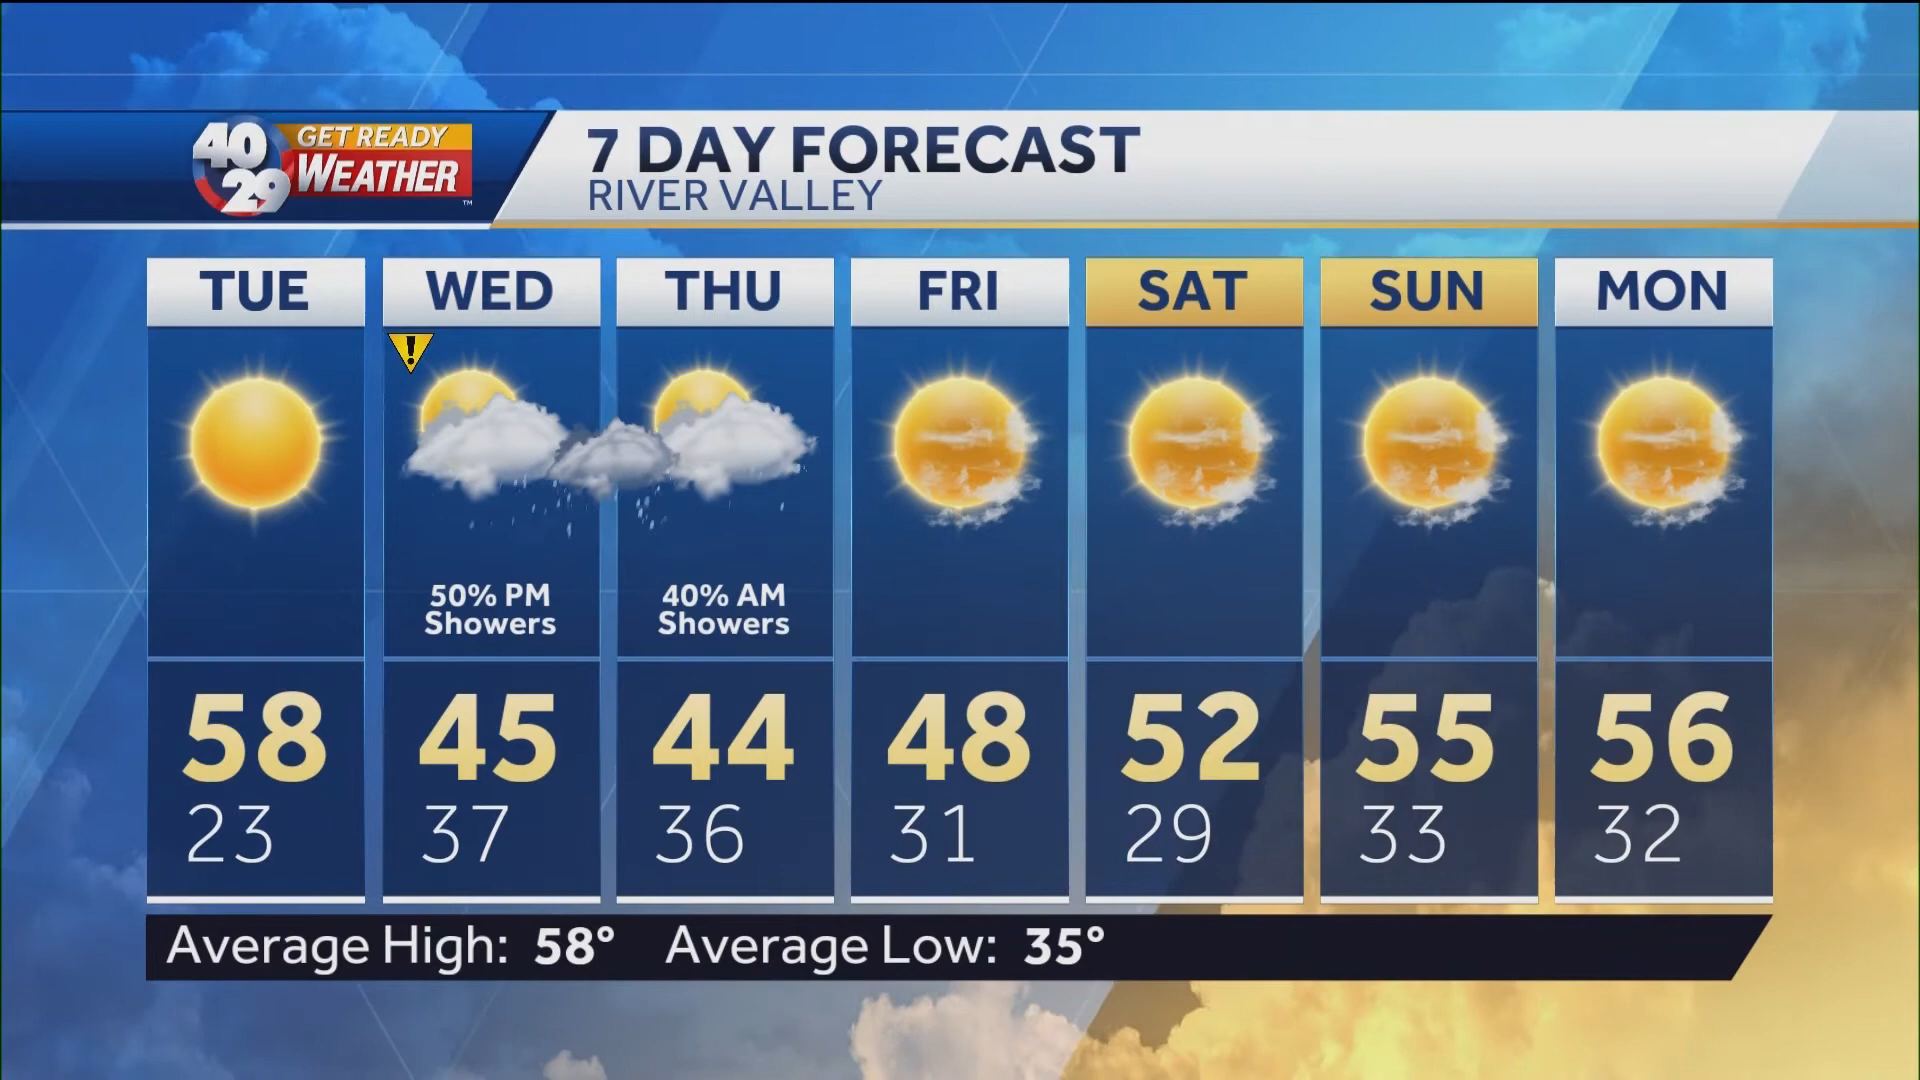 40
29
GET READY
WEATHER
™
7 DAY FORECAST
RIVER VALLEY
TUE WED THU FRI SAT SUN MON
!
50% PM
Showers
40% AM
Showers
58 45 44 48 52 55 56
23 37 36 31 29 33 32
Average High: 58° Average Low: 35°